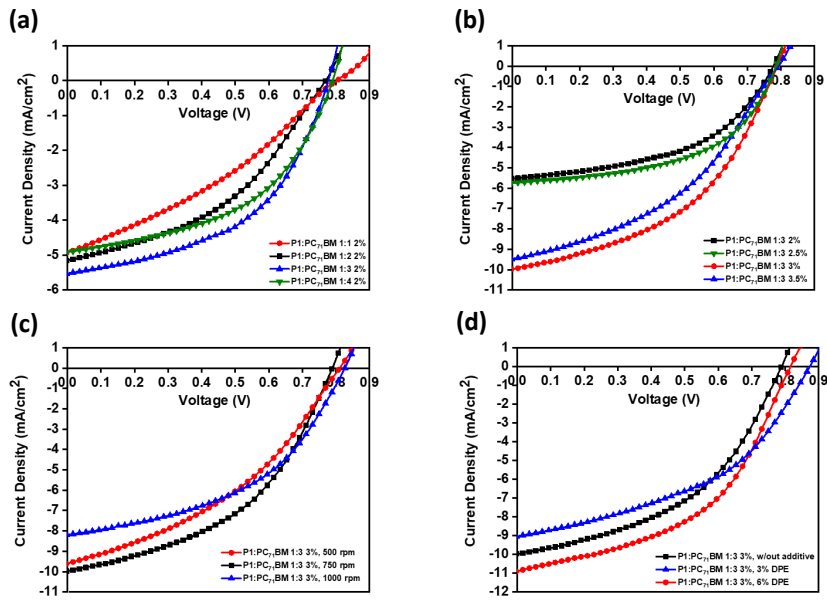 (a)
1
0
0.0 0.1 0.2 0.3 0.4 0.5 0.6 0.7 0.8 0.9
-1
-2
-3
-4
-5
-6
Voltage (V)
Current Density (mA/cm²)
P1:PC₇₁BM 1:1 2%
P1:PC₇₁BM 1:2 2%
P1:PC₇₁BM 1:3 2%
P1:PC₇₁BM 1:4 2%
(b)
1
0
0.0 0.1 0.2 0.3 0.4 0.5 0.6 0.7 0.8 0.9
-1
-2
-3
-4
-5
-6
-7
-8
-9
-10
-11
Voltage (V)
Current Density (mA/cm²)
P1:PC₇₁BM 1:3 2%
P1:PC₇₁BM 1:3 2.5%
P1:PC₇₁BM 1:3 3%
P1:PC₇₁BM 1:3 3.5%
(c)
1
0
0.0 0.1 0.2 0.3 0.4 0.5 0.6 0.7 0.8 0.9
-1
-2
-3
-4
-5
-6
-7
-8
-9
-10
-11
Voltage (V)
Current Density (mA/cm²)
P1:PC₇₁BM 1:3 3%, 500 rpm
P1:PC₇₁BM 1:3 3%, 750 rpm
P1:PC₇₁BM 1:3 3%, 1000 rpm
(d)
1
0
0.0 0.1 0.2 0.3 0.4 0.5 0.6 0.7 0.8 0.9
-1
-2
-3
-4
-5
-6
-7
-8
-9
-10
-11
-12
Voltage (V)
Current Density (mA/cm²)
P1:PC₇₁BM 1:3 3%, w/out additive
P1:PC₇₁BM 1:3 3%, 3% DPE
P1:PC₇₁BM 1:3 3%, 6% DPE